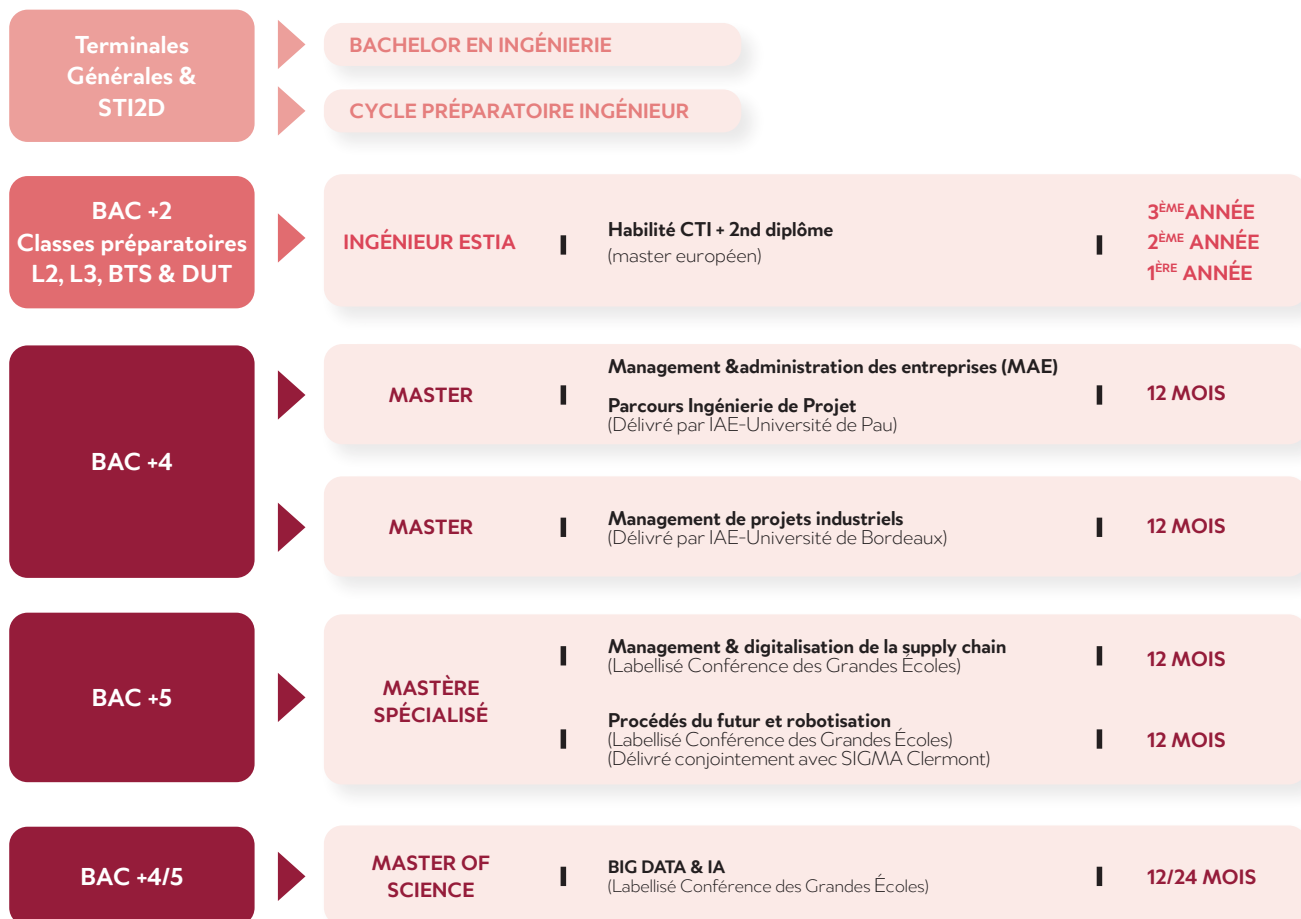 Terminales
Générales &
STI2D
BACHELOR EN INGÉNIERIE
CYCLE PRÉPARATOIRE INGÉNIEUR
BAC +2
Classes préparatoires
L2, L3, BTS & DUT
INGÉNIEUR ESTIA
Habilité CTI + 2nd diplôme
(master européen)
3ÈME ANNÉE
2ÈME ANNÉE
1ÈRE ANNÉE
BAC +4
MASTER
Management &administration des entreprises (MAE)
Parcours Ingénierie de Projet
(Délivré par IAE-Université de Pau)
12 MOIS
MASTER
Management de projets industriels
(Délivré par IAE-Université de Bordeaux)
12 MOIS
BAC +5
MASTÈRE
SPÉCIALISÉ
Management & digitalisation de la supply chain
(Labellisé Conférence des Grandes Écoles)
12 MOIS
Procédés du futur et robotisation
(Labellisé Conférence des Grandes Écoles)
(Délivré conjointement avec SIGMA Clermont)
12 MOIS
BAC +4/5
MASTER OF
SCIENCE
BIG DATA & IA
(Labellisé Conférence des Grandes Écoles)
12/24 MOIS